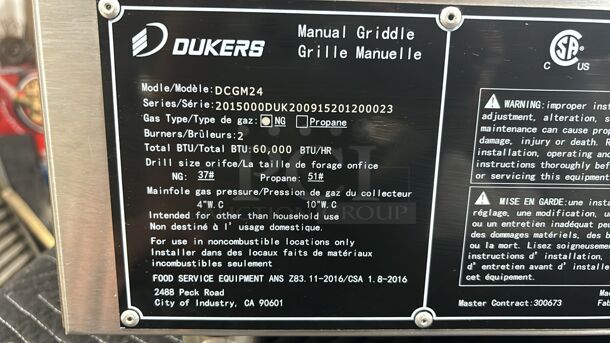 DUKERS
Manual Griddle
Grille Manuelle
CSA
C US
Modle/Modèle: DCGM24
Series/Série: 2015000DUK200915201200023
Gas Type/Type de gaz: NG Propane
Burners/Brûleurs: 2
Total BTU/Total BTU: 60,000 BTU/HR
Drill size orifce/La taille de forage onfice
NG: 37# Propane: 51#
Mainfole gas pressure/Pression de gaz du collecteur
4"W.C 10"W.C
Intended for other than household use
Non destiné à l' usage domestique.
For use in noncombustible locations only
Installer dans des locaux faits de matériaux
incombustibles seulement
FOOD SERVICE EQUIPMENT ANS Z83.11-2016/CSA 1.8-2016
2488 Peck Road
City of Industry, CA 90601
WARNING: improper inst
adjustment, alteration, s
maintenance can cause prop
damage, injury or death. R
installation, operating an
instructions thoroughly bef
or servicing this equipment
MISE EN GARDE: une insta
réglage, une modification, u
ou un entretien inadéquat peu
des dommages matériels, des b
ou la mort. Lisez soigneuseme
instructions d' installation
d' entretien avant d' installe
cet équipement.
Master Contract: 300673
Ma
Fab